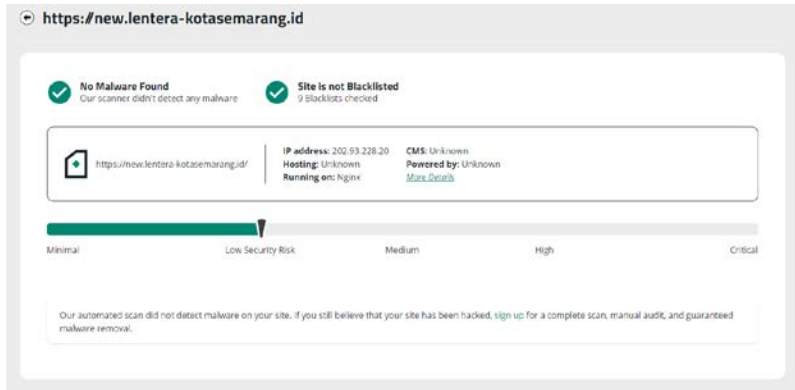 https://new.lentera-kotasemarang.id
No Malware Found
Our scanner didn't detect any malware
Site is not Blacklisted
9 Blacklists checked
https://new.lentera-kotasemarang.id/
IP address: 202.93.228.20
Hosting: Unknown
Running on: Nginx
CMS: Unknown
Powered by: Unknown
More Details
Minimal
Low Security Risk
Medium
High
Critical
Our automated scan did not detect malware on your site. If you still believe that your site has been hacked, sign up for a complete scan, manual audit, and guaranteed
malware removal.